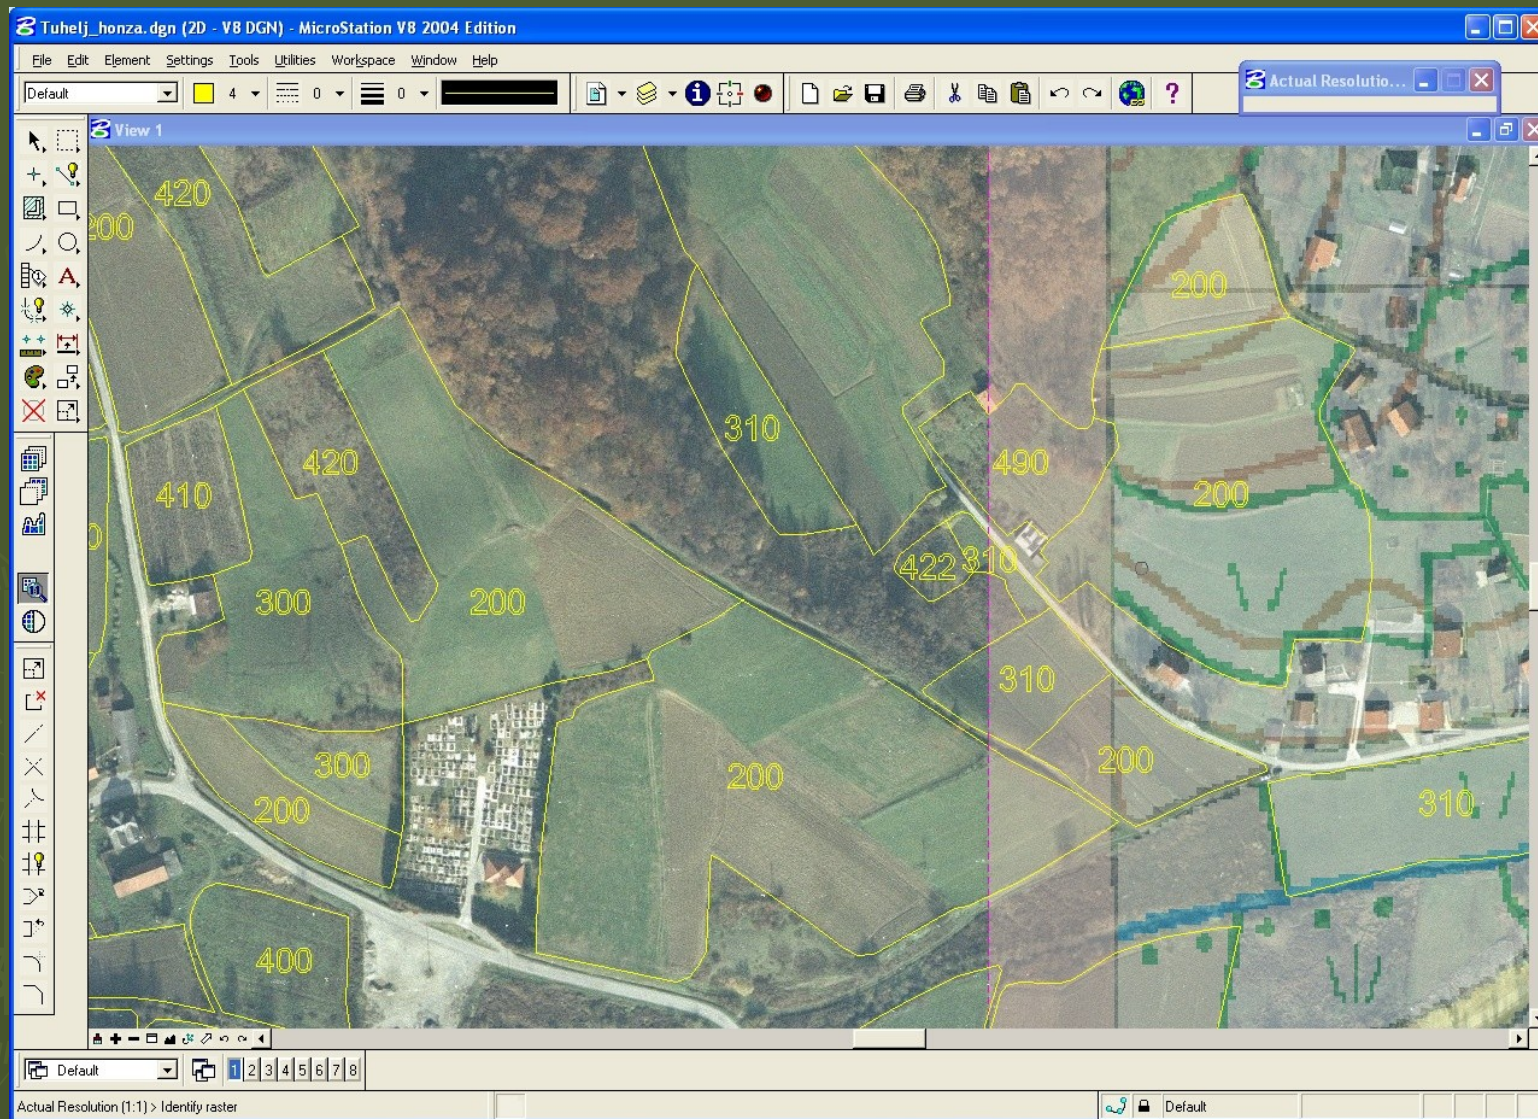 Tuhelj_honza.dgn (2D - V8 DGN) - MicroStation V8 2004 Edition
File Edit Element Settings Tools Utilities Workspace Window Help
Default 4 0 0
Actual Resolutio...
View 1
420
200
200
310
420
490
410
200
422 310
300
200
310
200
300
200
200
310
400
Default 1 2 3 4 5 6 7 8
Actual Resolution (1:1) > Identify raster
Default